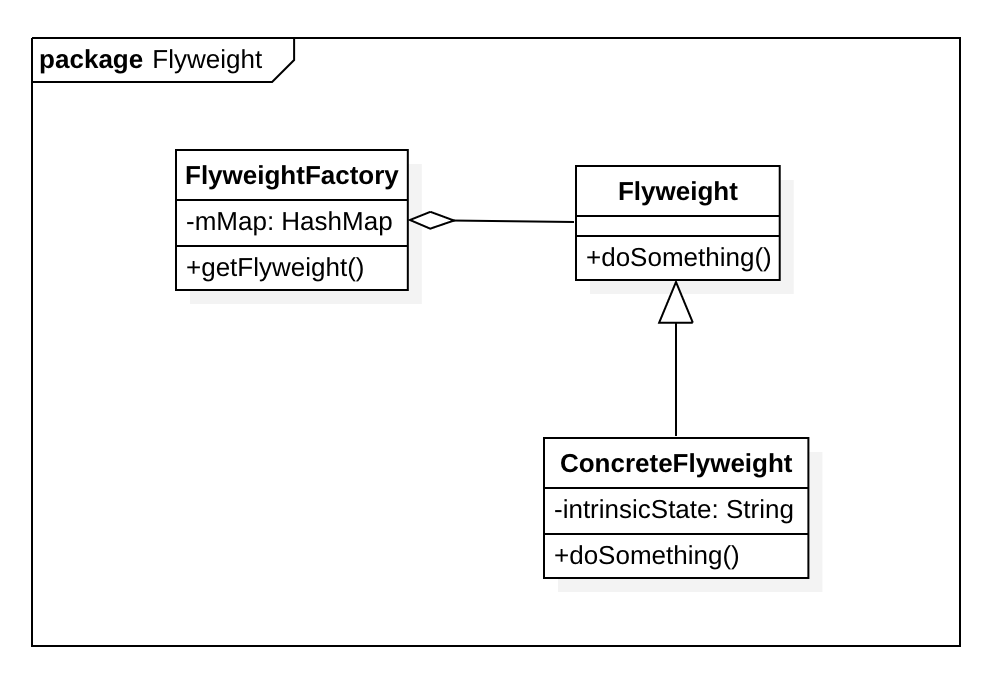 package Flyweight
FlyweightFactory
-mMap: HashMap
+getFlyweight()
Flyweight
+doSomething()
ConcreteFlyweight
-intrinsicState: String
+doSomething()